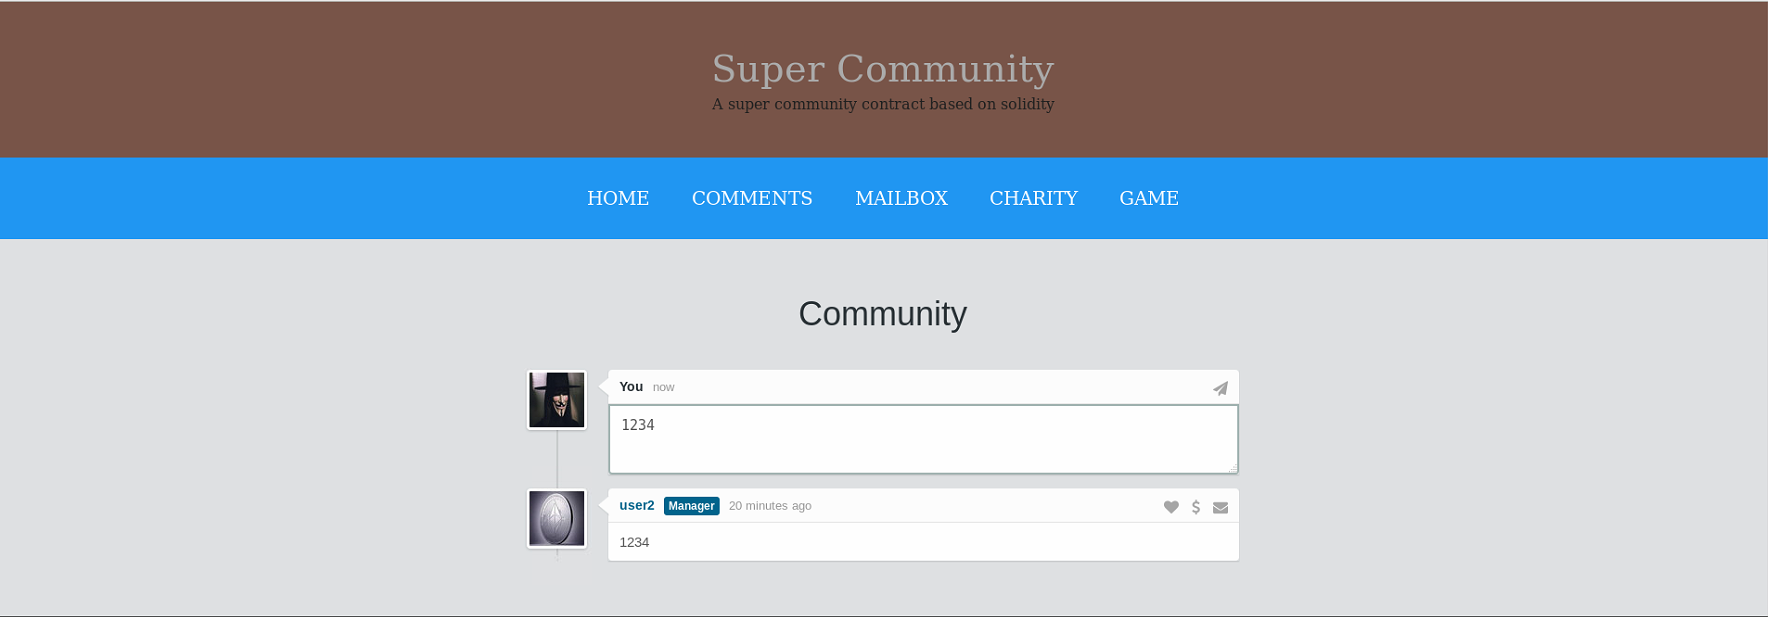 Super Community
A super community contract based on solidity
HOME COMMENTS MAILBOX CHARITY GAME
Community
You now
1234
user2 Manager 20 minutes ago
1234